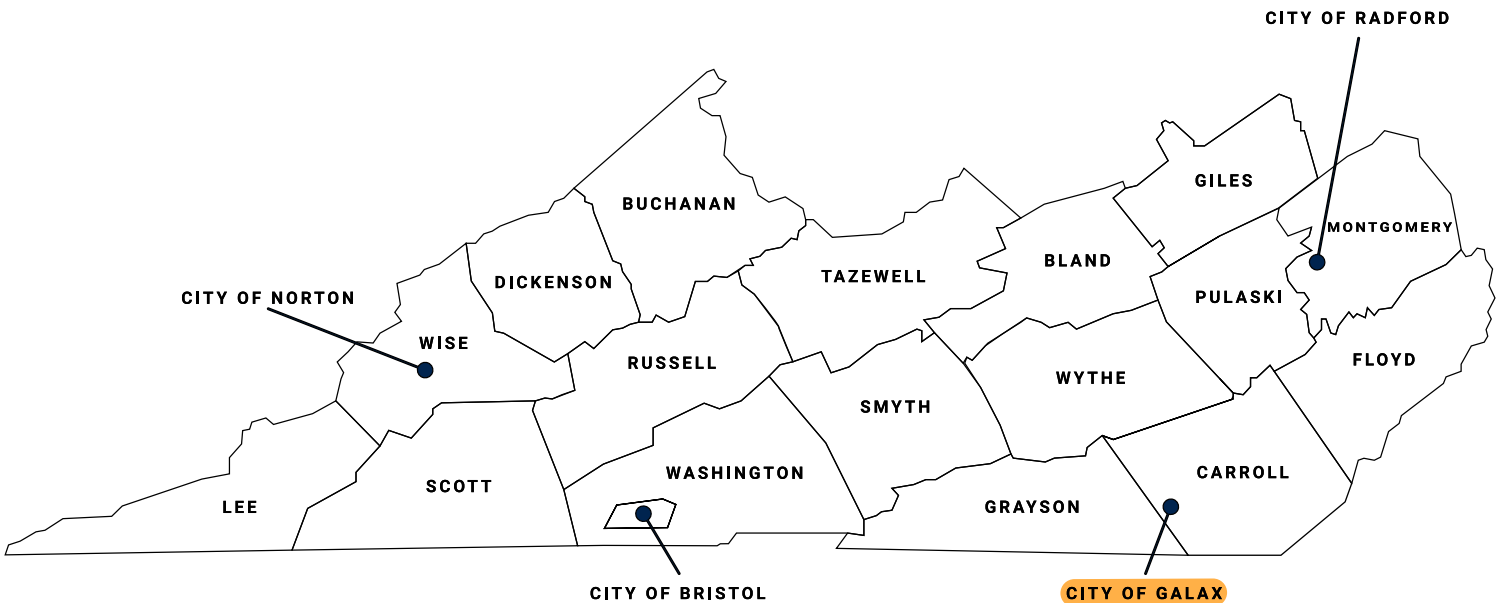 CITY OF RADFORD
GILES
BUCHANAN
MONTGOMERY
BLAND
TAZEWELL
DICKENSON
PULASKI
CITY OF NORTON
WISE
FLOYD
RUSSELL
WYTHE
SMYTH
WASHINGTON
CARROLL
SCOTT
LEE
GRAYSON
CITY OF BRISTOL
CITY OF GALAX